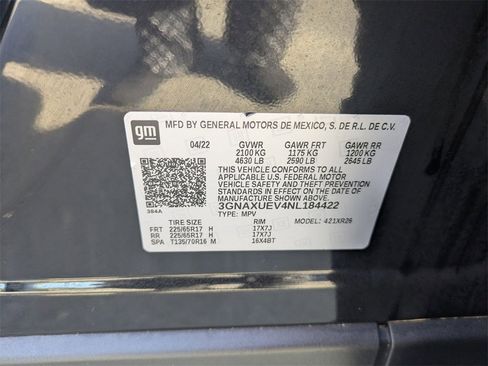 gm
MFD BY GENERAL MOTORS DE MEXICO, S. DE R.L. DE C.V.
04/22 GVWR GAWR FRT GAWR RR
2100 KG 1175 KG 1200 KG
4630 LB 2590 LB 2645 LB
THIS VEHICLE CONFORMS TO ALL
APPLICABLE U.S. FEDERAL MOTOR
VEHICLE SAFETY AND THEFT PREVENTION
STANDARDS IN EFFECT ON THE DATE OF
MANUFACTURE SHOWN ABOVE.
384A 3GNAXUEV4NL184422
TYPE: MPV MODEL: 421XR26
TIRE SIZE RIM
FRT 225/65R17 H 17X7J
RR 225/65R17 H 17X7J
SPA T135/70R16 M 16X4BT